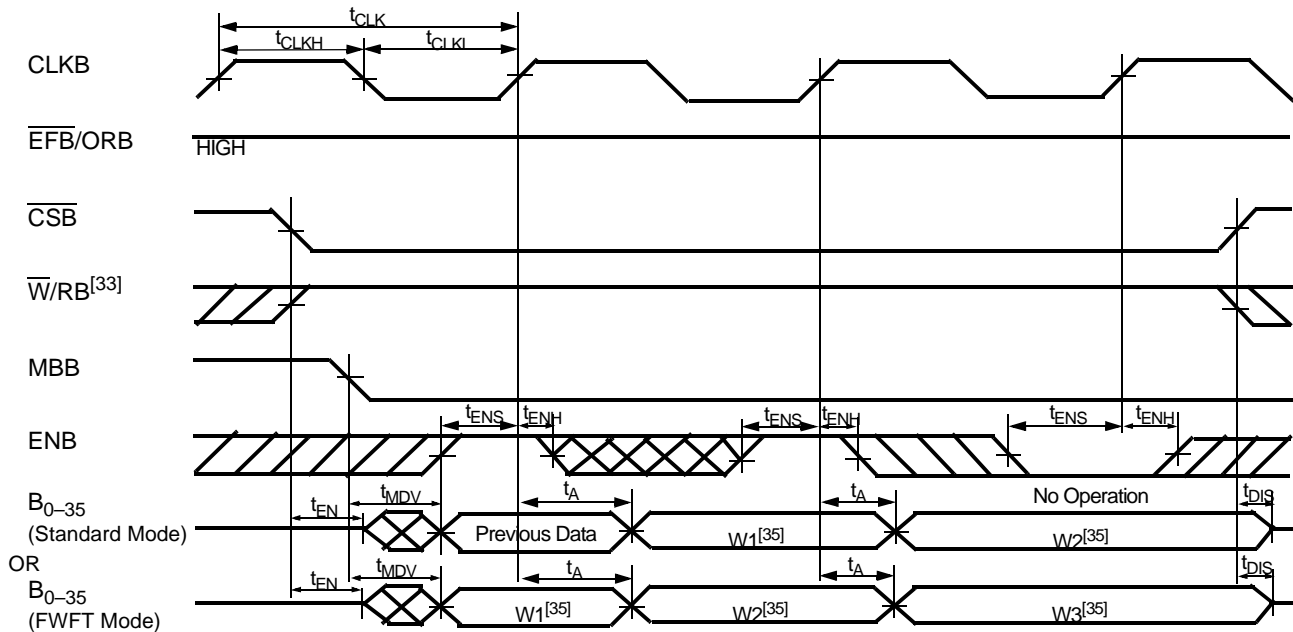 tCLK
tCLKH
tCLKL
CLKB
EFB/ORB
HIGH
CSB
W/RB[33]
MBB
tENS
tENH
tENS
tENH
tENS
tENH
ENB
B0–35
(Standard Mode)
tEN
tMDV
tA
tA
No Operation
tDIS
Previous Data
W1[35]
W2[35]
OR
B0–35
(FWFT Mode)
tEN
tMDV
tA
tA
tDIS
W1[35]
W2[35]
W3[35]